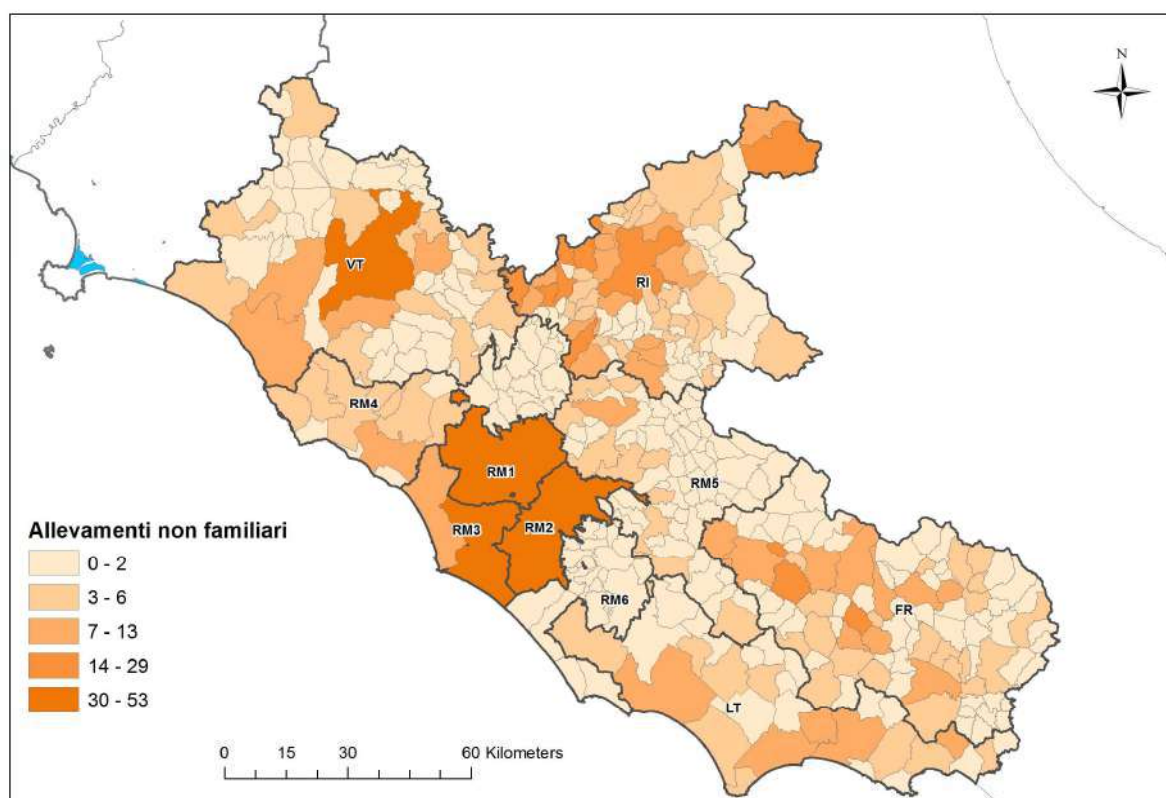 N
VT
RI
RM4
RM1
RM5
RM3
RM2
RM6
FR
LT
Allevamenti non familiari
0 - 2
3 - 6
7 - 13
14 - 29
30 - 53
0 15 30 60 Kilometers